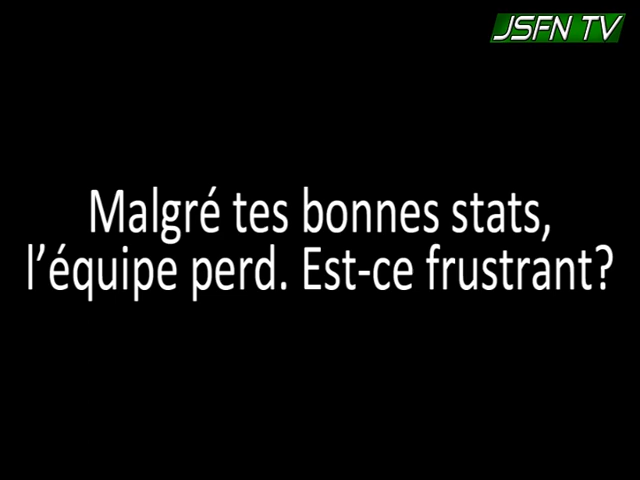 JSFN TV
Malgré tes bonnes stats,
l’équipe perd. Est-ce frustrant?